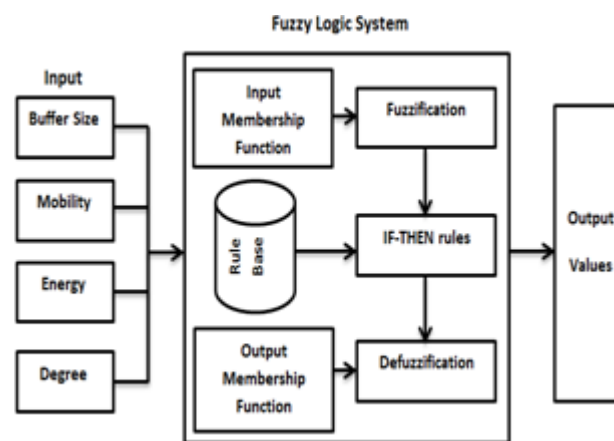 Fuzzy Logic System
Input
Buffer Size
Mobility
Energy
Degree
Input
Membership
Function
Fuzzification
Rule
Base
IF-THEN rules
Output
Membership
Function
Defuzzification
Output
Values